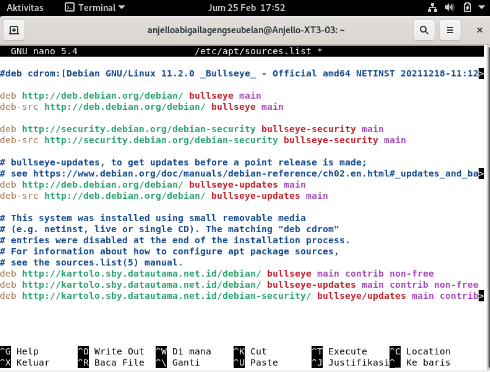 Aktivitas Terminal Jum 25 Feb 17:52
anjelloabigailagengseubelan@Anjello-XT3-03: ~
GNU nano 5.4 /etc/apt/sources.list *
#deb cdrom:[Debian GNU/Linux 11.2.0 _Bullseye_ - Official amd64 NETINST 20211218-11:12>
deb http://deb.debian.org/debian/ bullseye main
deb-src http://deb.debian.org/debian/ bullseye main
deb http://security.debian.org/debian-security bullseye-security main
deb-src http://security.debian.org/debian-security bullseye-security main
# bullseye-updates, to get updates before a point release is made;
# see https://www.debian.org/doc/manuals/debian-reference/ch02.en.html#_updates_and_ba>
deb http://deb.debian.org/debian/ bullseye-updates main
deb-src http://deb.debian.org/debian/ bullseye-updates main
# This system was installed using small removable media
# (e.g. netinst, live or single CD). The matching "deb cdrom"
# entries were disabled at the end of the installation process.
# For information about how to configure apt package sources,
# see the sources.list(5) manual.
deb http://kartolo.sby.datautama.net.id/debian/ bullseye main contrib non-free
deb http://kartolo.sby.datautama.net.id/debian/ bullseye-updates main contrib non-free
deb http://kartolo.sby.datautama.net.id/debian-security/ bullseye/updates main contrib>
^G Help ^O Write Out ^W Di mana ^K Cut ^T Execute ^C Location
^X Keluar ^R Baca File ^\ Ganti ^U Paste ^J Justifikasi ^_ Ke baris